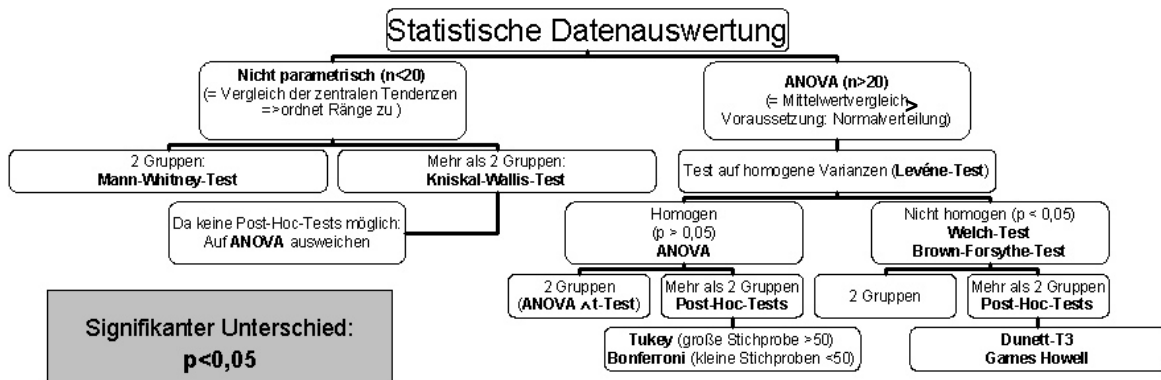 Statistische Datenauswertung
Nicht parametrisch (n<20)
(= Vergleich der zentralen Tendenzen
=>ordnet Ränge zu )
ANOVA (n>20)
(= Mittelwertvergleich
>
Voraussetzung: Normalverteilung)
2 Gruppen:
Mann-Whitney-Test
Mehr als 2 Gruppen:
Kniskal-Wallis-Test
Test auf homogene Varianzen (Levéne-Test)
Da keine Post-Hoc-Tests möglich:
Auf ANOVA ausweichen
Homogen
(p > 0,05)
ANOVA
Nicht homogen (p < 0,05)
Welch-Test
Brown-Forsythe-Test
2 Gruppen
(ANOVA ∧t-Test)
Mehr als 2 Gruppen
Post-Hoc-Tests
2 Gruppen
Mehr als 2 Gruppen
Post-Hoc-Tests
Tukey (große Stichprobe >50)
Bonferroni (kleine Stichproben <50)
Dunett-T3
Games Howell
Signifikanter Unterschied:
p<0,05